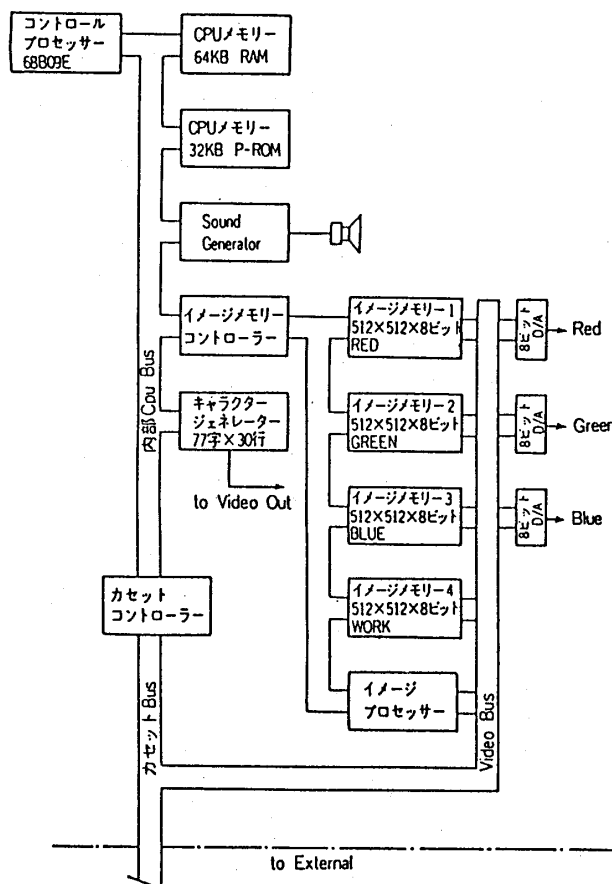 コントロール
プロセッサー
68B09E
CPUメモリー
64KB RAM
CPUメモリー
32KB P-ROM
Sound
Generator
イメージメモリー
コントローラー
キャラクター
ジェネレーター
77字×30行
to Video Out
内部Cpu Bus
カセット
コントローラー
カセットBus
イメージメモリー1
512×512×8ビット
RED
イメージメモリー2
512×512×8ビット
GREEN
イメージメモリー3
512×512×8ビット
BLUE
イメージメモリー4
512×512×8ビット
WORK
イメージ
プロセッサー
Video Bus
8ビット
D/A
Red
8ビット
D/A
Green
8ビット
D/A
Blue
to External